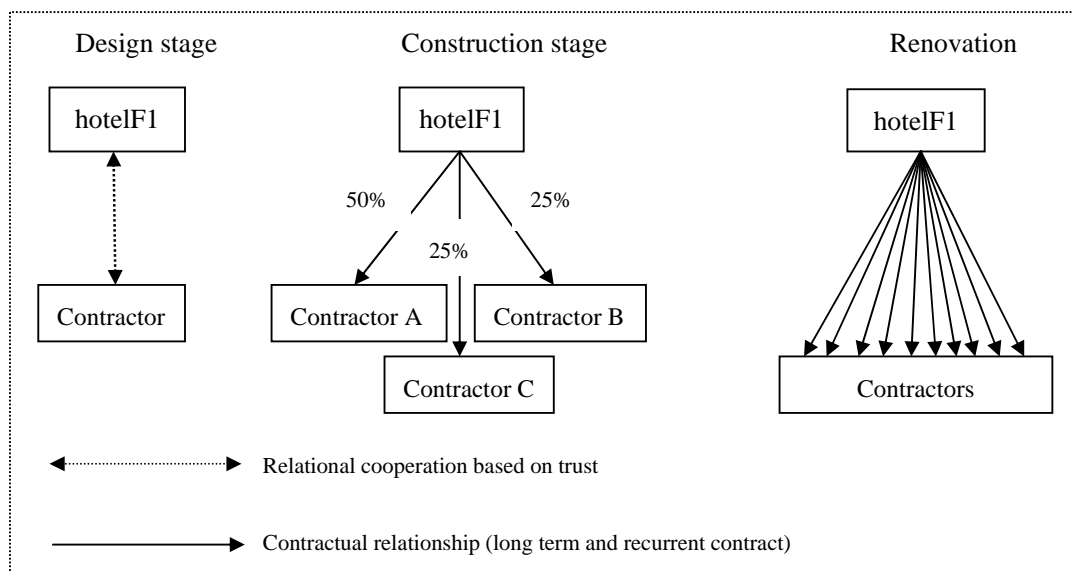 Design stage
Construction stage
Renovation
hotelF1
hotelF1
hotelF1
50%
25%
25%
Contractor
Contractor A
Contractor B
Contractor C
Contractors
Relational cooperation based on trust
Contractual relationship (long term and recurrent contract)